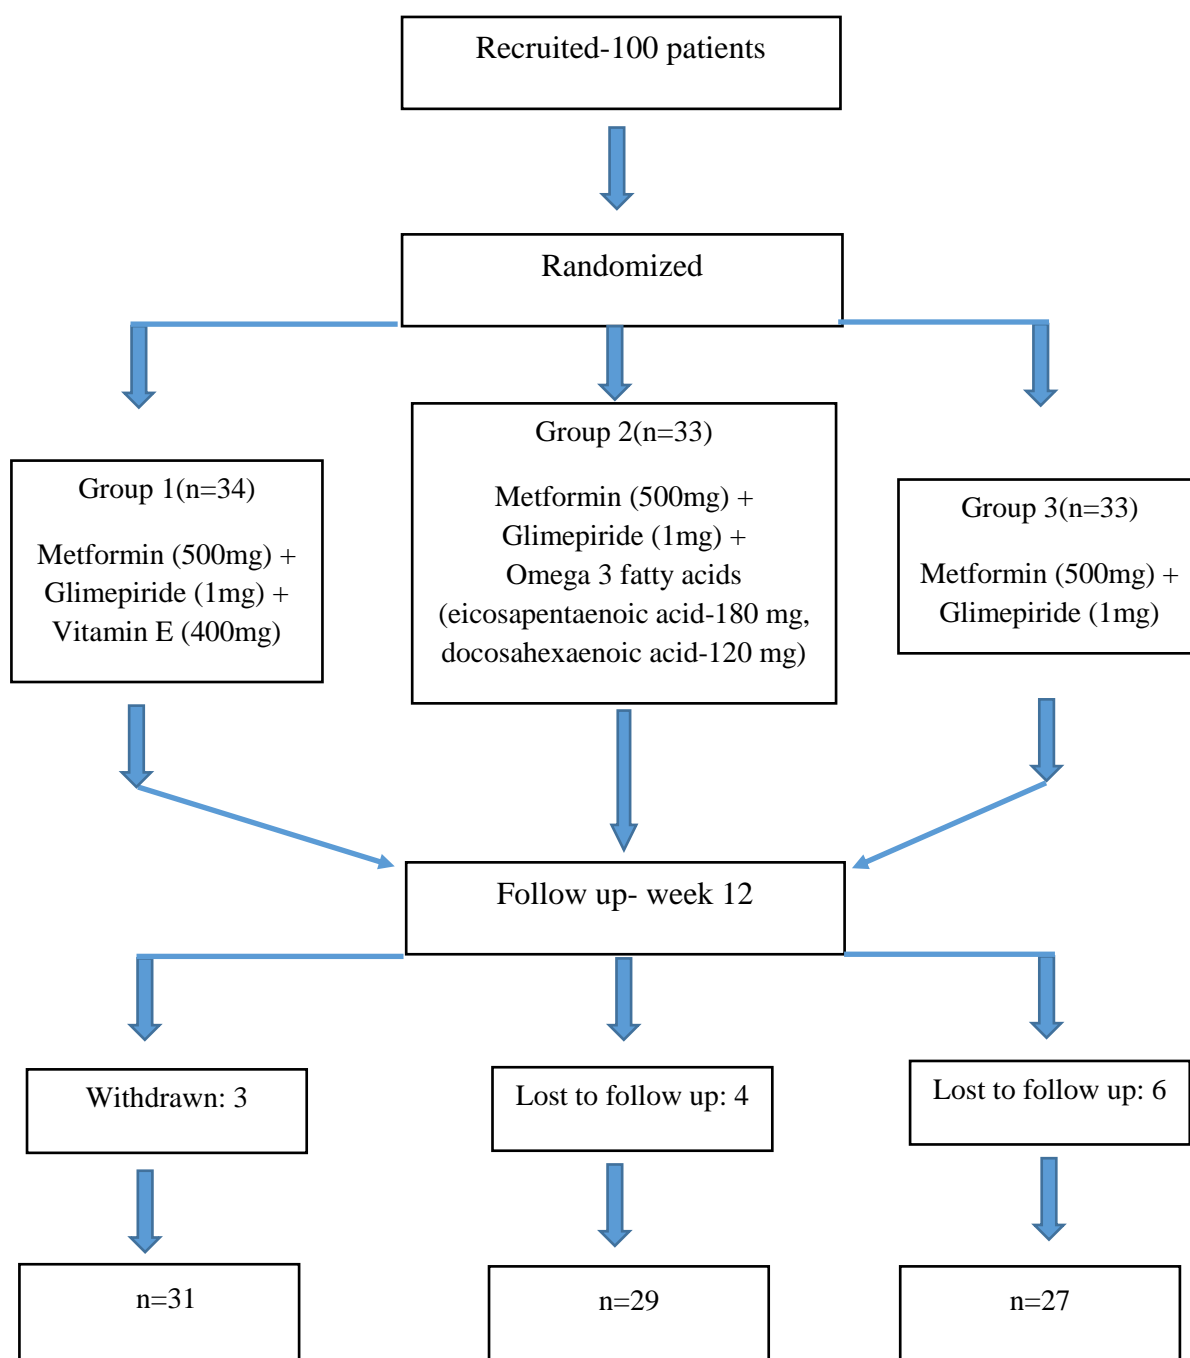 Recruited-100 patients
Randomized
Group 1(n=34)
Metformin (500mg) +
Glimepiride (1mg) +
Vitamin E (400mg)
Group 2(n=33)
Metformin (500mg) +
Glimepiride (1mg) +
Omega 3 fatty acids
(eicosapentaenoic acid-180 mg,
docosahexaenoic acid-120 mg)
Group 3(n=33)
Metformin (500mg) +
Glimepiride (1mg)
Follow up- week 12
Withdrawn: 3
Lost to follow up: 4
Lost to follow up: 6
n=31
n=29
n=27